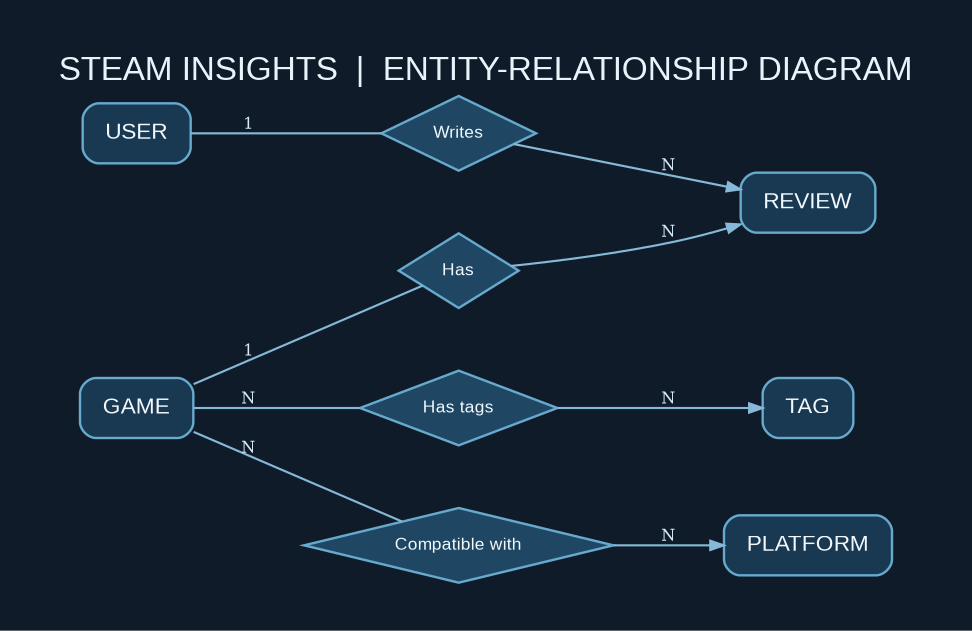 STEAM INSIGHTS | ENTITY-RELATIONSHIP DIAGRAM
USER
1
Writes
N
REVIEW
Has
N
1
GAME
N
Has tags
N
TAG
N
Compatible with
N
PLATFORM